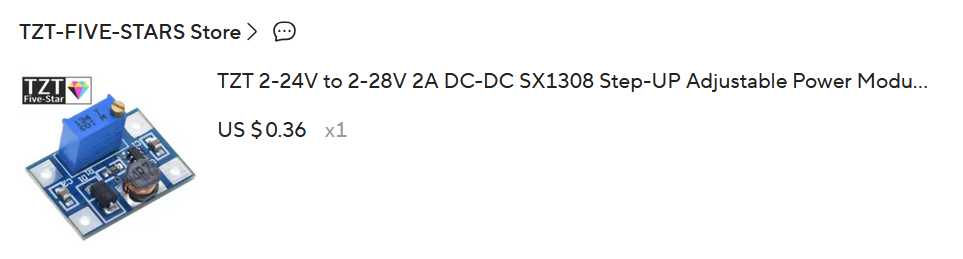 TZT-FIVE-STARS Store
TZT
Five-Star
TZT 2-24V to 2-28V 2A DC-DC SX1308 Step-UP Adjustable Power Modu...
US $0.36 x1